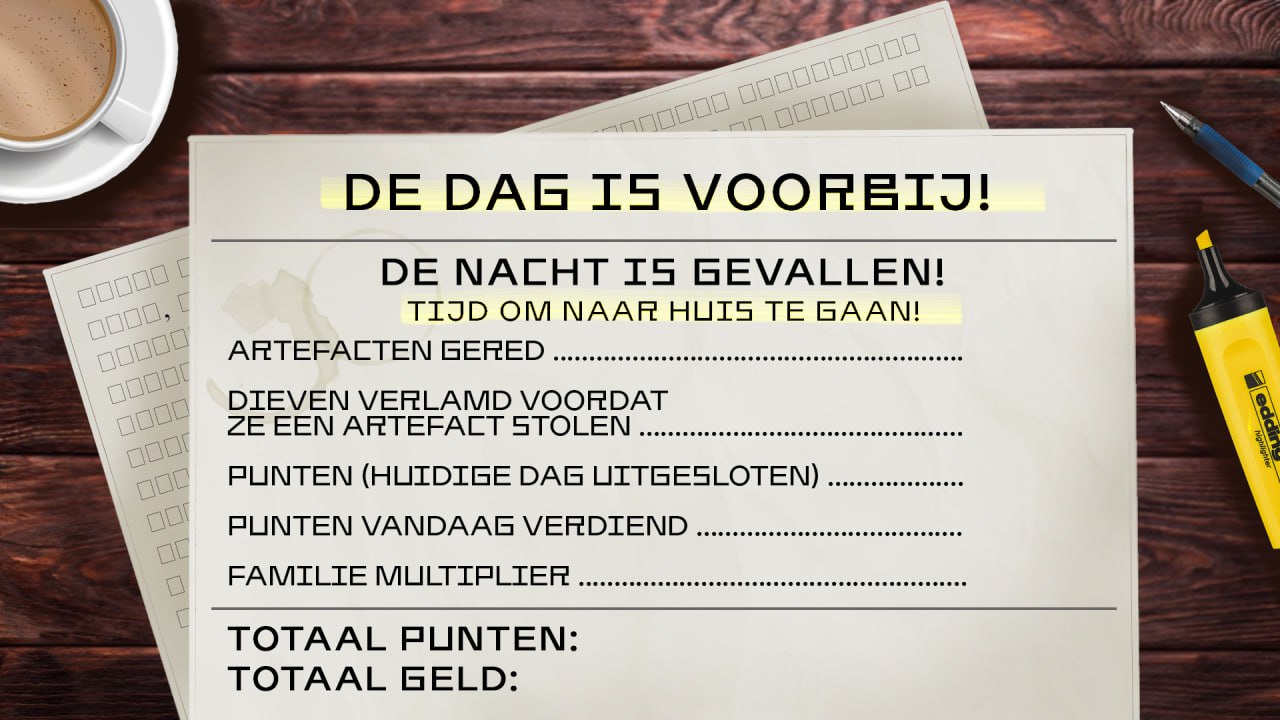 DE DAG IS VOORBIJ!
DE NACHT IS GEVALLEN!
TIJD OM NAAR HUIS TE GAAN!
ARTEFACTEN GERED ................................................
DIEVEN VERLAMD VOORDAT
ZE EEN ARTEFACT STOLEN ......................................
PUNTEN (HUIDIGE DAG UITGESLOTEN) ................
PUNTEN VANDAAG VERDIEND ...............................
FAMILIE MULTIPLIER .............................................
TOTAAL PUNTEN:
TOTAAL GELD:
edding
highlighter